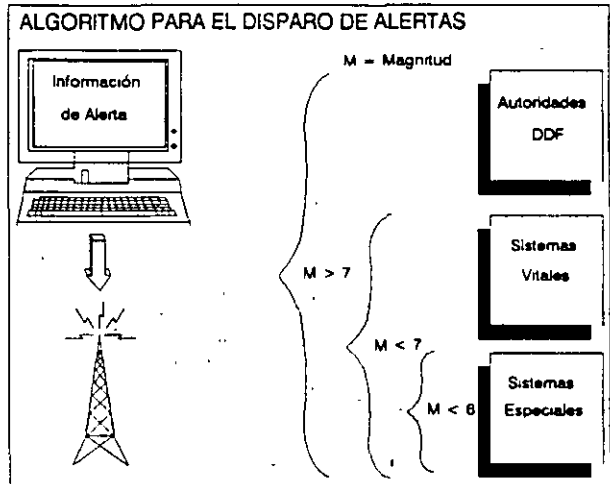 ALGORITMO PARA EL DISPARO DE ALERTAS
M = Magnitud
Información
de Alerta
Autoridades
DDF
Sistemas
Vitales
M > 7
M < 7
Sistemas
Especiales
M < 6